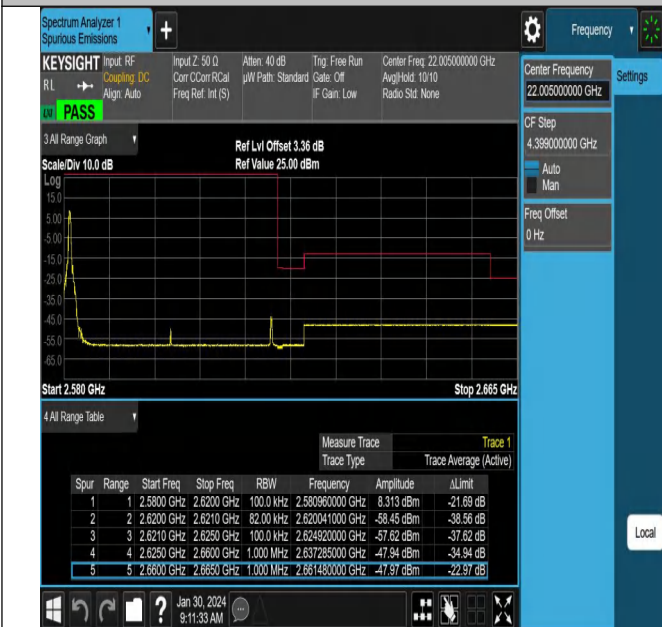 Spectrum Analyzer 1
Spurious Emissions
+
Frequency
KEYSIGHT
RL
PASS
Input: RF
Coupling: DC
Align: Auto
Input Z: 50 Ω
Corr CCorr RCal
Freq Ref: Int (S)
Atten: 40 dB
µW Path: Standard
Trig: Free Run
Gate: Off
IF Gain: Low
Center Freq: 22.005000000 GHz
Avg|Hold: 10/10
Radio Std: None
Center Frequency
22.005000000 GHz
Settings
CF Step
4.399000000 GHz
Auto
Man
Freq Offset
0 Hz
3 All Range Graph
Scale/Div 10.0 dB
Ref Lvl Offset 3.36 dB
Ref Value 25.00 dBm
Log
15.0
5.00
-5.00
-15.0
-25.0
-35.0
-45.0
-55.0
-65.0
Start 2.580 GHz
Stop 2.665 GHz
4 All Range Table
Measure Trace Trace 1
Trace Type Trace Average (Active)
Spur Range Start Freq Stop Freq RBW Frequency Amplitude ΔLimit
1 1 2.5800 GHz 2.6200 GHz 100.0 kHz 2.580960000 GHz 8.313 dBm -21.69 dB
2 2 2.6200 GHz 2.6210 GHz 82.00 kHz 2.620041000 GHz -58.45 dBm -38.56 dB
3 3 2.6210 GHz 2.6250 GHz 100.0 kHz 2.624920000 GHz -57.62 dBm -37.62 dB
4 4 2.6250 GHz 2.6600 GHz 1.000 MHz 2.637285000 GHz -47.94 dBm -34.94 dB
5 5 2.6600 GHz 2.6650 GHz 1.000 MHz 2.661480000 GHz -47.97 dBm -22.97 dB
Local
?
Jan 30, 2024
9:11:33 AM